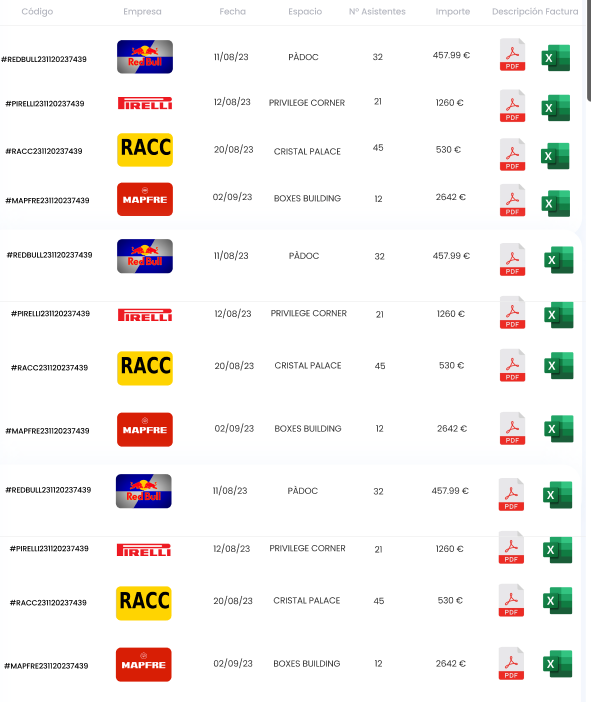 Código Empresa Fecha Espacio Nº Asistentes Importe Descripción Factura
#REDBULL231120237439 Red Bull 11/08/23 PÀDOC 32 457.99 € PDF X
#PIRELLI231120237439 PIRELLI 12/08/23 PRIVILEGE CORNER 21 1260 € PDF X
#RACC231120237439 RACC 20/08/23 CRISTAL PALACE 45 530 € PDF X
#MAPFRE231120237439 MAPFRE 02/09/23 BOXES BUILDING 12 2642 € PDF X
#REDBULL231120237439 Red Bull 11/08/23 PÀDOC 32 457.99 € PDF X
#PIRELLI231120237439 PIRELLI 12/08/23 PRIVILEGE CORNER 21 1260 € PDF X
#RACC231120237439 RACC 20/08/23 CRISTAL PALACE 45 530 € PDF X
#MAPFRE231120237439 MAPFRE 02/09/23 BOXES BUILDING 12 2642 € PDF X
#REDBULL231120237439 Red Bull 11/08/23 PÀDOC 32 457.99 € PDF X
#PIRELLI231120237439 PIRELLI 12/08/23 PRIVILEGE CORNER 21 1260 € PDF X
#RACC231120237439 RACC 20/08/23 CRISTAL PALACE 45 530 € PDF X
#MAPFRE231120237439 MAPFRE 02/09/23 BOXES BUILDING 12 2642 € PDF X